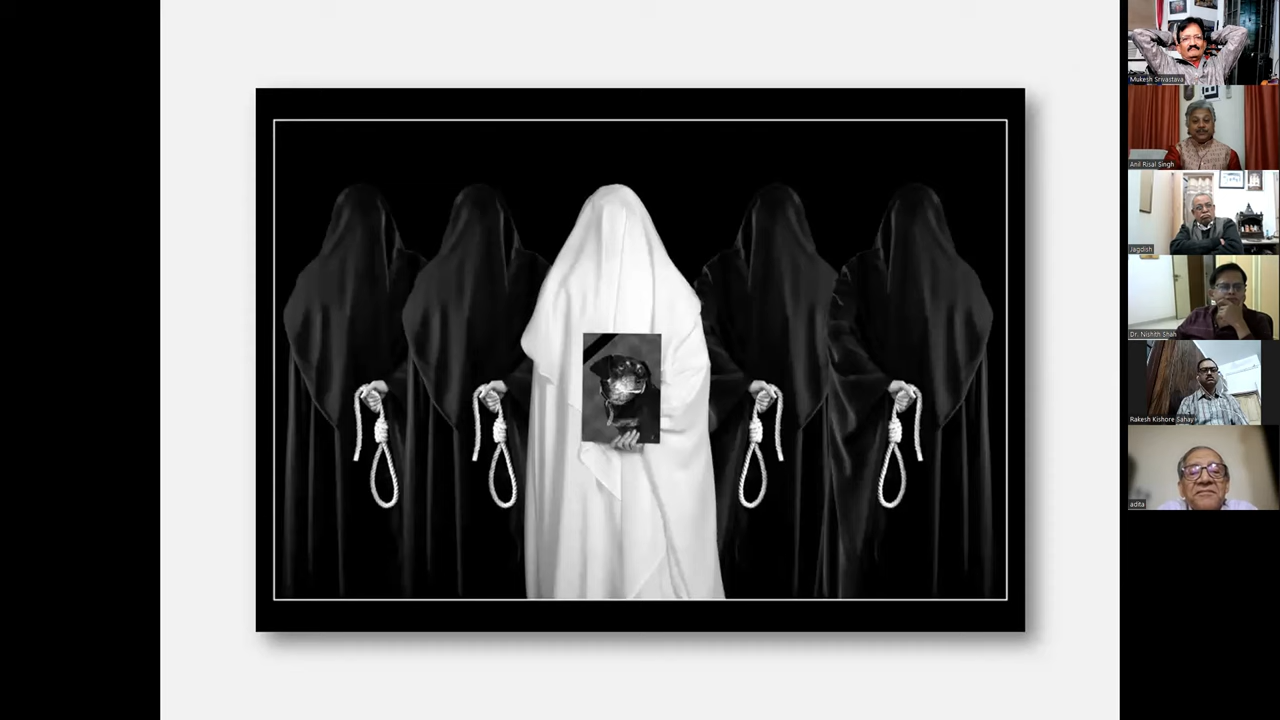 Mukesh Srivastava
Anil Risal Singh
Jagdish
Dr. Nishith Shah
Rakesh Kishore Sahay
adita